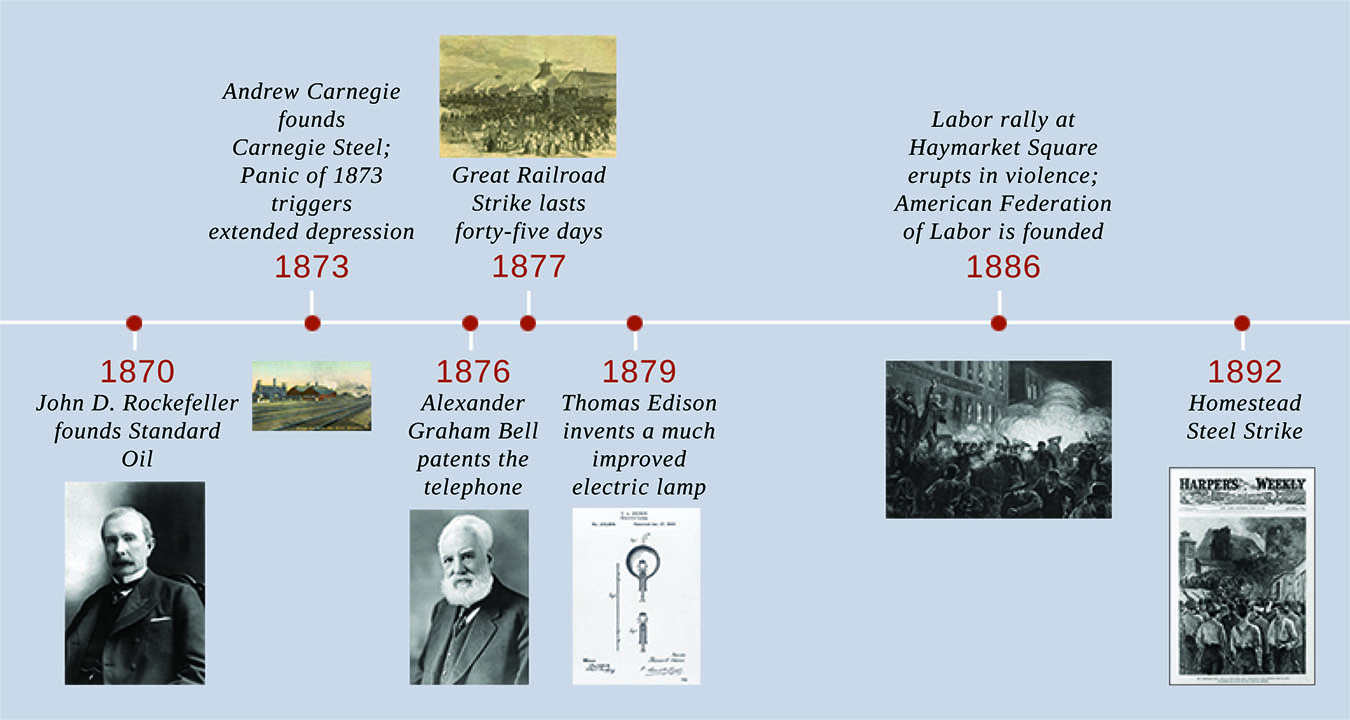 Andrew Carnegie
founds
Carnegie Steel;
Panic of 1873
triggers
extended depression
1873
Great Railroad
Strike lasts
forty-five days
1877
Labor rally at
Haymarket Square
erupts in violence;
American Federation
of Labor is founded
1886
1870
John D. Rockefeller
founds Standard
Oil
1876
Alexander
Graham Bell
patents the
telephone
1879
Thomas Edison
invents a much
improved
electric lamp
1892
Homestead
Steel Strike
HARPER'S WEEKLY